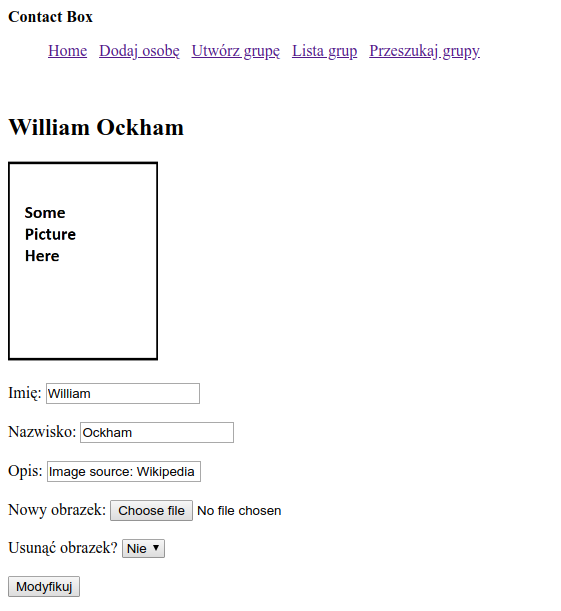 Contact Box
Home Dodaj osobę Utwórz grupę Lista grup Przeszukaj grupy
William Ockham
Some
Picture
Here
Imię: William
Nazwisko: Ockham
Opis: Image source: Wikipedia
Nowy obrazek: Choose file No file chosen
Usunąć obrazek? Nie
Modyfikuj